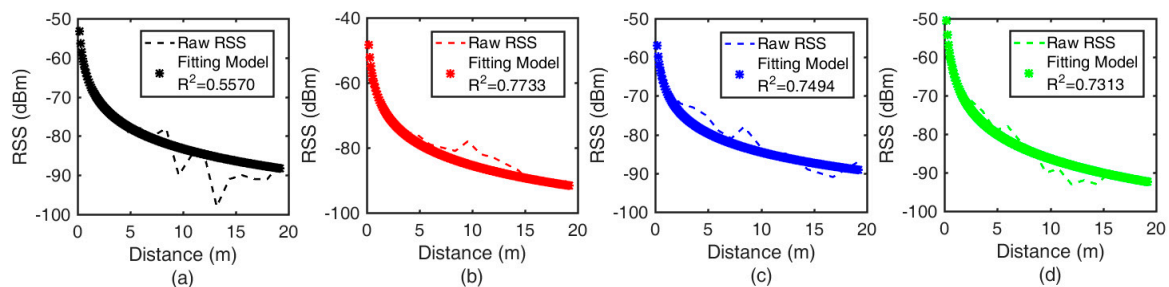 -50
-60
-70
-80
-90
-100
RSS (dBm)
0 5 10 15 20
Distance (m)
(a)
Raw RSS
Fitting Model
R²=0.5570
-40
-60
-80
-100
RSS (dBm)
0 5 10 15 20
Distance (m)
(b)
Raw RSS
Fitting Model
R²=0.7733
-50
-60
-70
-80
-90
-100
RSS (dBm)
0 5 10 15 20
Distance (m)
(c)
Raw RSS
Fitting Model
R²=0.7494
-50
-60
-70
-80
-90
-100
RSS (dBm)
0 5 10 15 20
Distance (m)
(d)
Raw RSS
Fitting Model
R²=0.7313